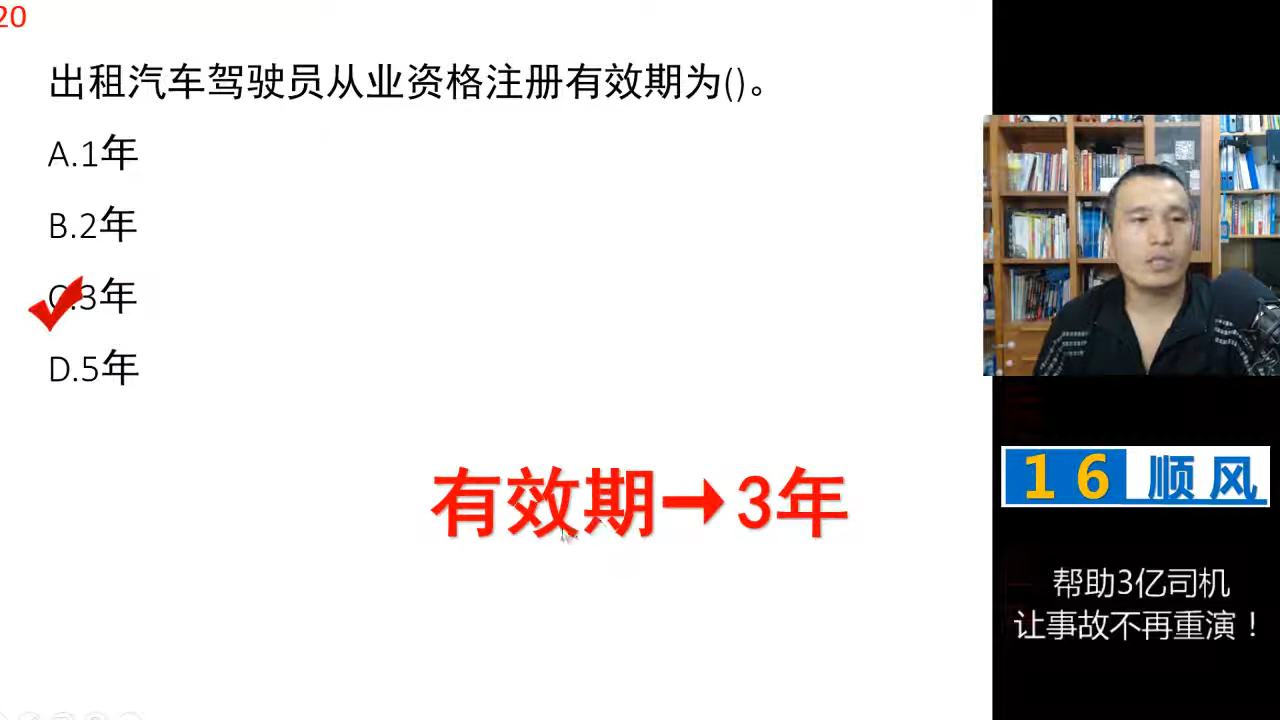 20
出租汽车驾驶员从业资格注册有效期为()。
A.1年
B.2年
C.3年
D.5年
有效期→3年
16 顺风
帮助3亿司机
让事故不再重演！